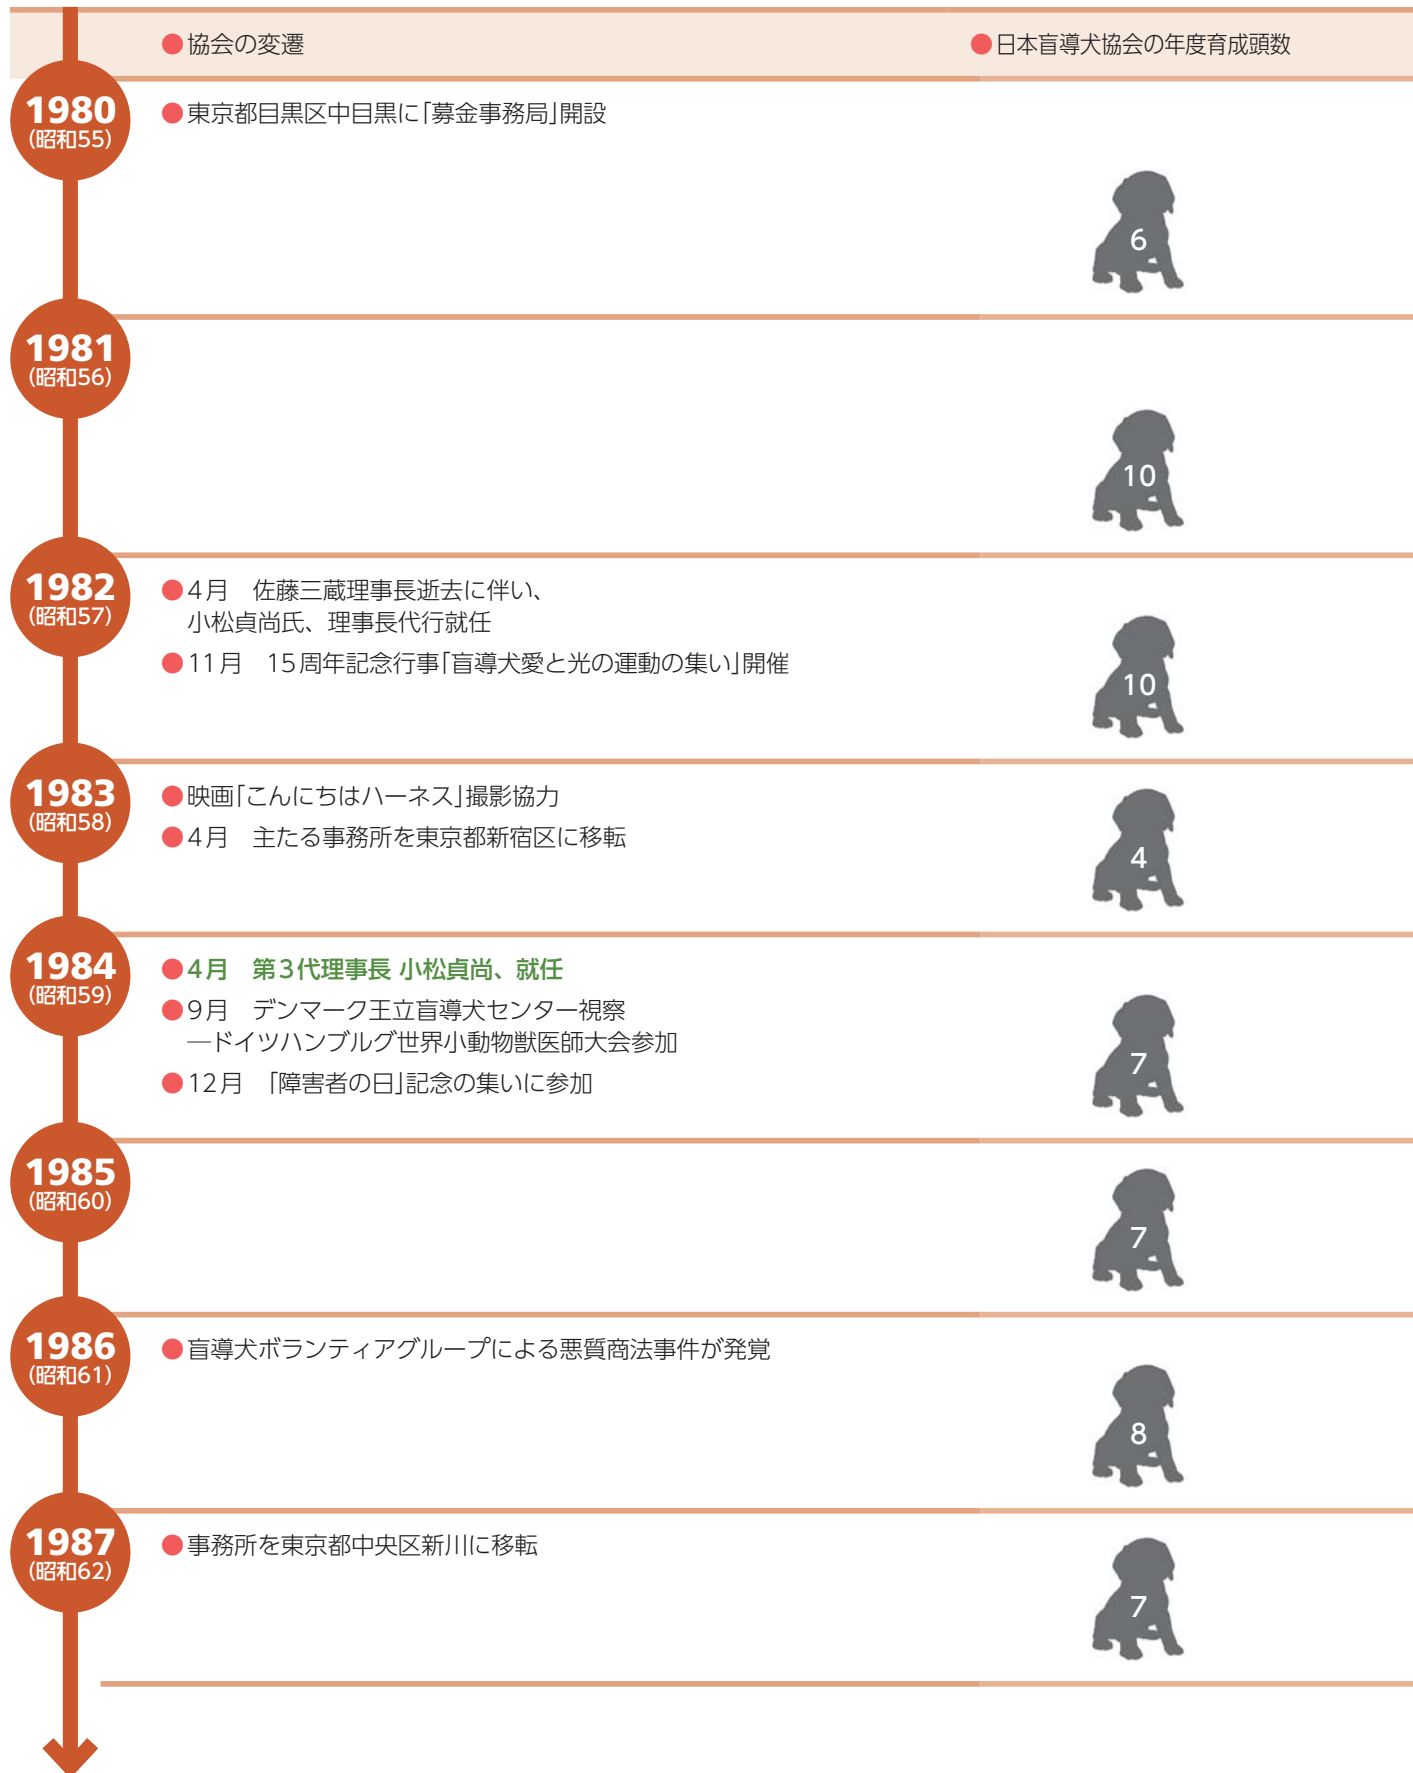 ●協会の変遷
●日本盲導犬協会の年度育成頭数
1980
(昭和55)
●東京都目黒区中目黒に「募金事務局」開設
6
1981
(昭和56)
10
1982
(昭和57)
●4月　佐藤三蔵理事長逝去に伴い、
小松貞尚氏、理事長代行就任
●11月　15周年記念行事「盲導犬愛と光の運動の集い」開催
10
1983
(昭和58)
●映画「こんにちはハーネス」撮影協力
●4月　主たる事務所を東京都新宿区に移転
4
1984
(昭和59)
●4月　第3代理事長 小松貞尚、就任
●9月　デンマーク王立盲導犬センター視察
―ドイツハンブルグ世界小動物獣医師大会参加
●12月　「障害者の日」記念の集いに参加
7
1985
(昭和60)
7
1986
(昭和61)
●盲導犬ボランティアグループによる悪質商法事件が発覚
8
1987
(昭和62)
●事務所を東京都中央区新川に移転
7